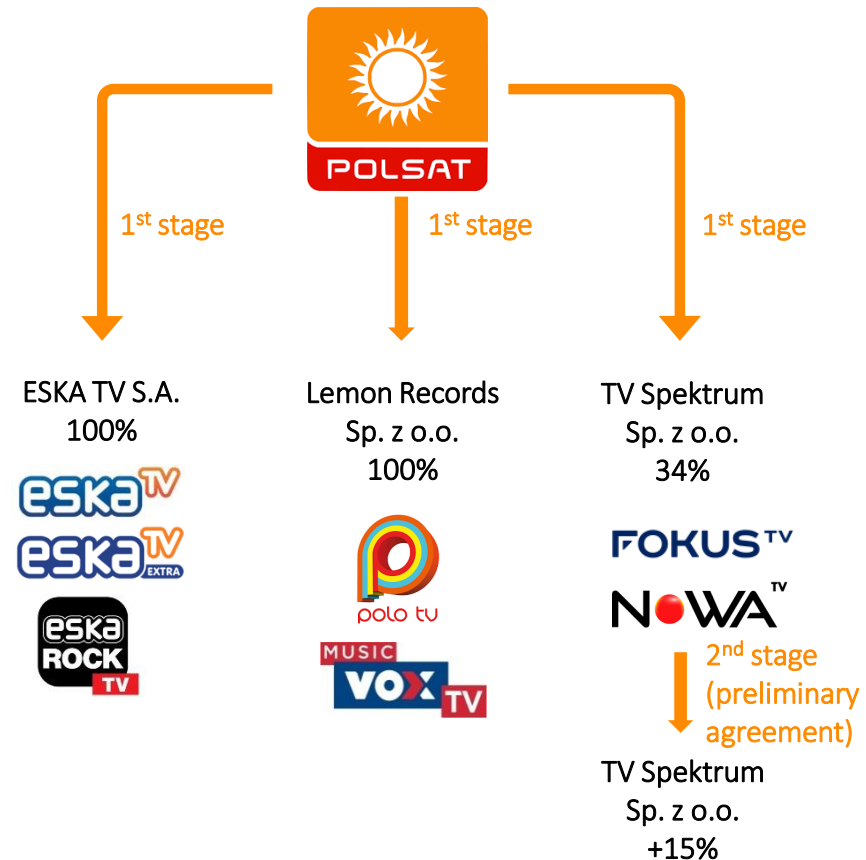 POLSAT
1st stage
1st stage
1st stage
ESKA TV S.A.
100%
eska TV
eska TV
EXTRA
eska
ROCK
TV
Lemon Records
Sp. z o.o.
100%
polo tv
MUSIC
VOX
TV
TV Spektrum
Sp. z o.o.
34%
FOKUS TV
NOWA TV
2nd stage
(preliminary
agreement)
TV Spektrum
Sp. z o.o.
+15%